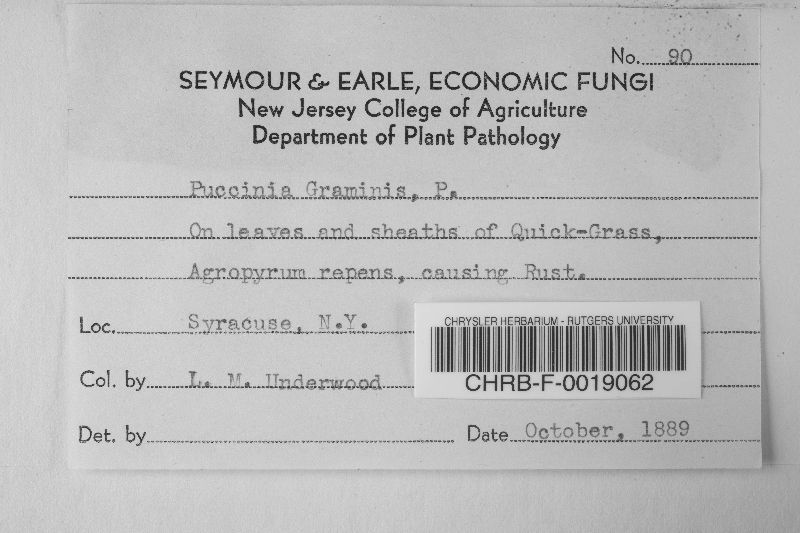 No. 90
SEYMOUR & EARLE, ECONOMIC FUNGI
New Jersey College of Agriculture
Department of Plant Pathology
Puccinia Graminis, P.
On leaves and sheaths of Quick-Grass,
Agropyrum repens, causing Rust.
Loc. Syracuse, N.Y.
CHRYSLER HERBARIUM - RUTGERS UNIVERSITY
CHRB-F-0019062
Col. by L. M. Underwood
Det. by
Date October, 1889